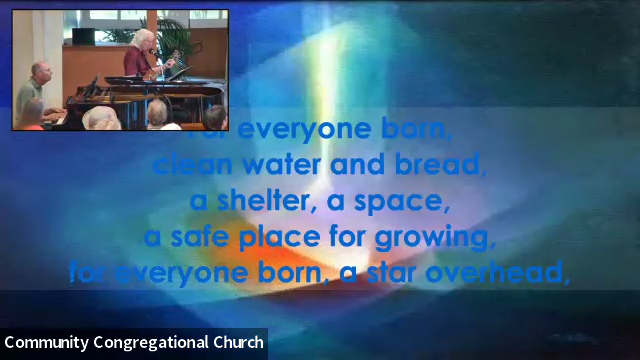 For everyone born,
clean water and bread,
a shelter, a space,
a safe place for growing,
for everyone born, a star overhead,
Community Congregational Church